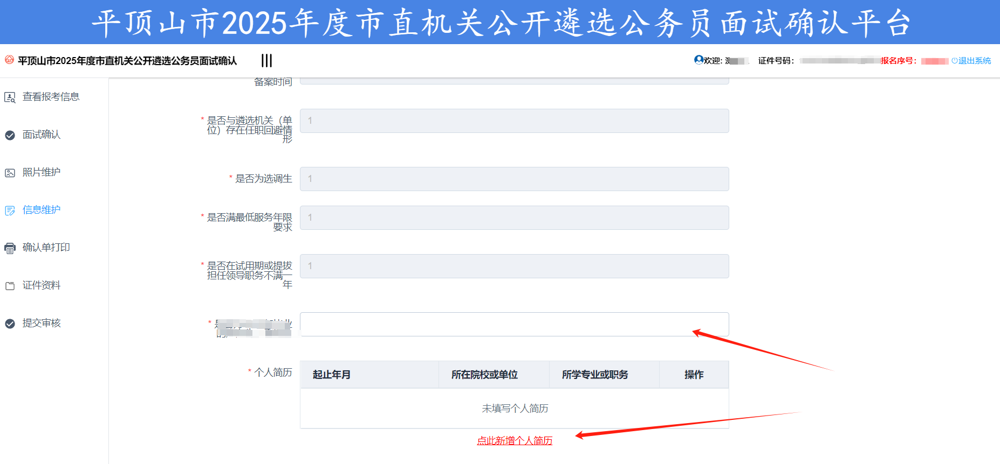 平顶山市2025年度市直机关公开遴选公务员面试确认平台
平顶山市2025年度市直机关公开遴选公务员面试确认
欢迎:
证件号码：
报名序号：
退出系统
查看报考信息
面试确认
照片维护
信息维护
确认单打印
证件资料
提交审核
备案时间
* 是否与遴选机关（单
位）存在任职回避情
形
1
* 是否为选调生
1
* 是否满最低服务年限
要求
1
* 是否在试用期或提拔
担任领导职务不满一
年
1
*
* 个人简历
起止年月 所在院校或单位 所学专业或职务 操作
未填写个人简历
点此新增个人简历